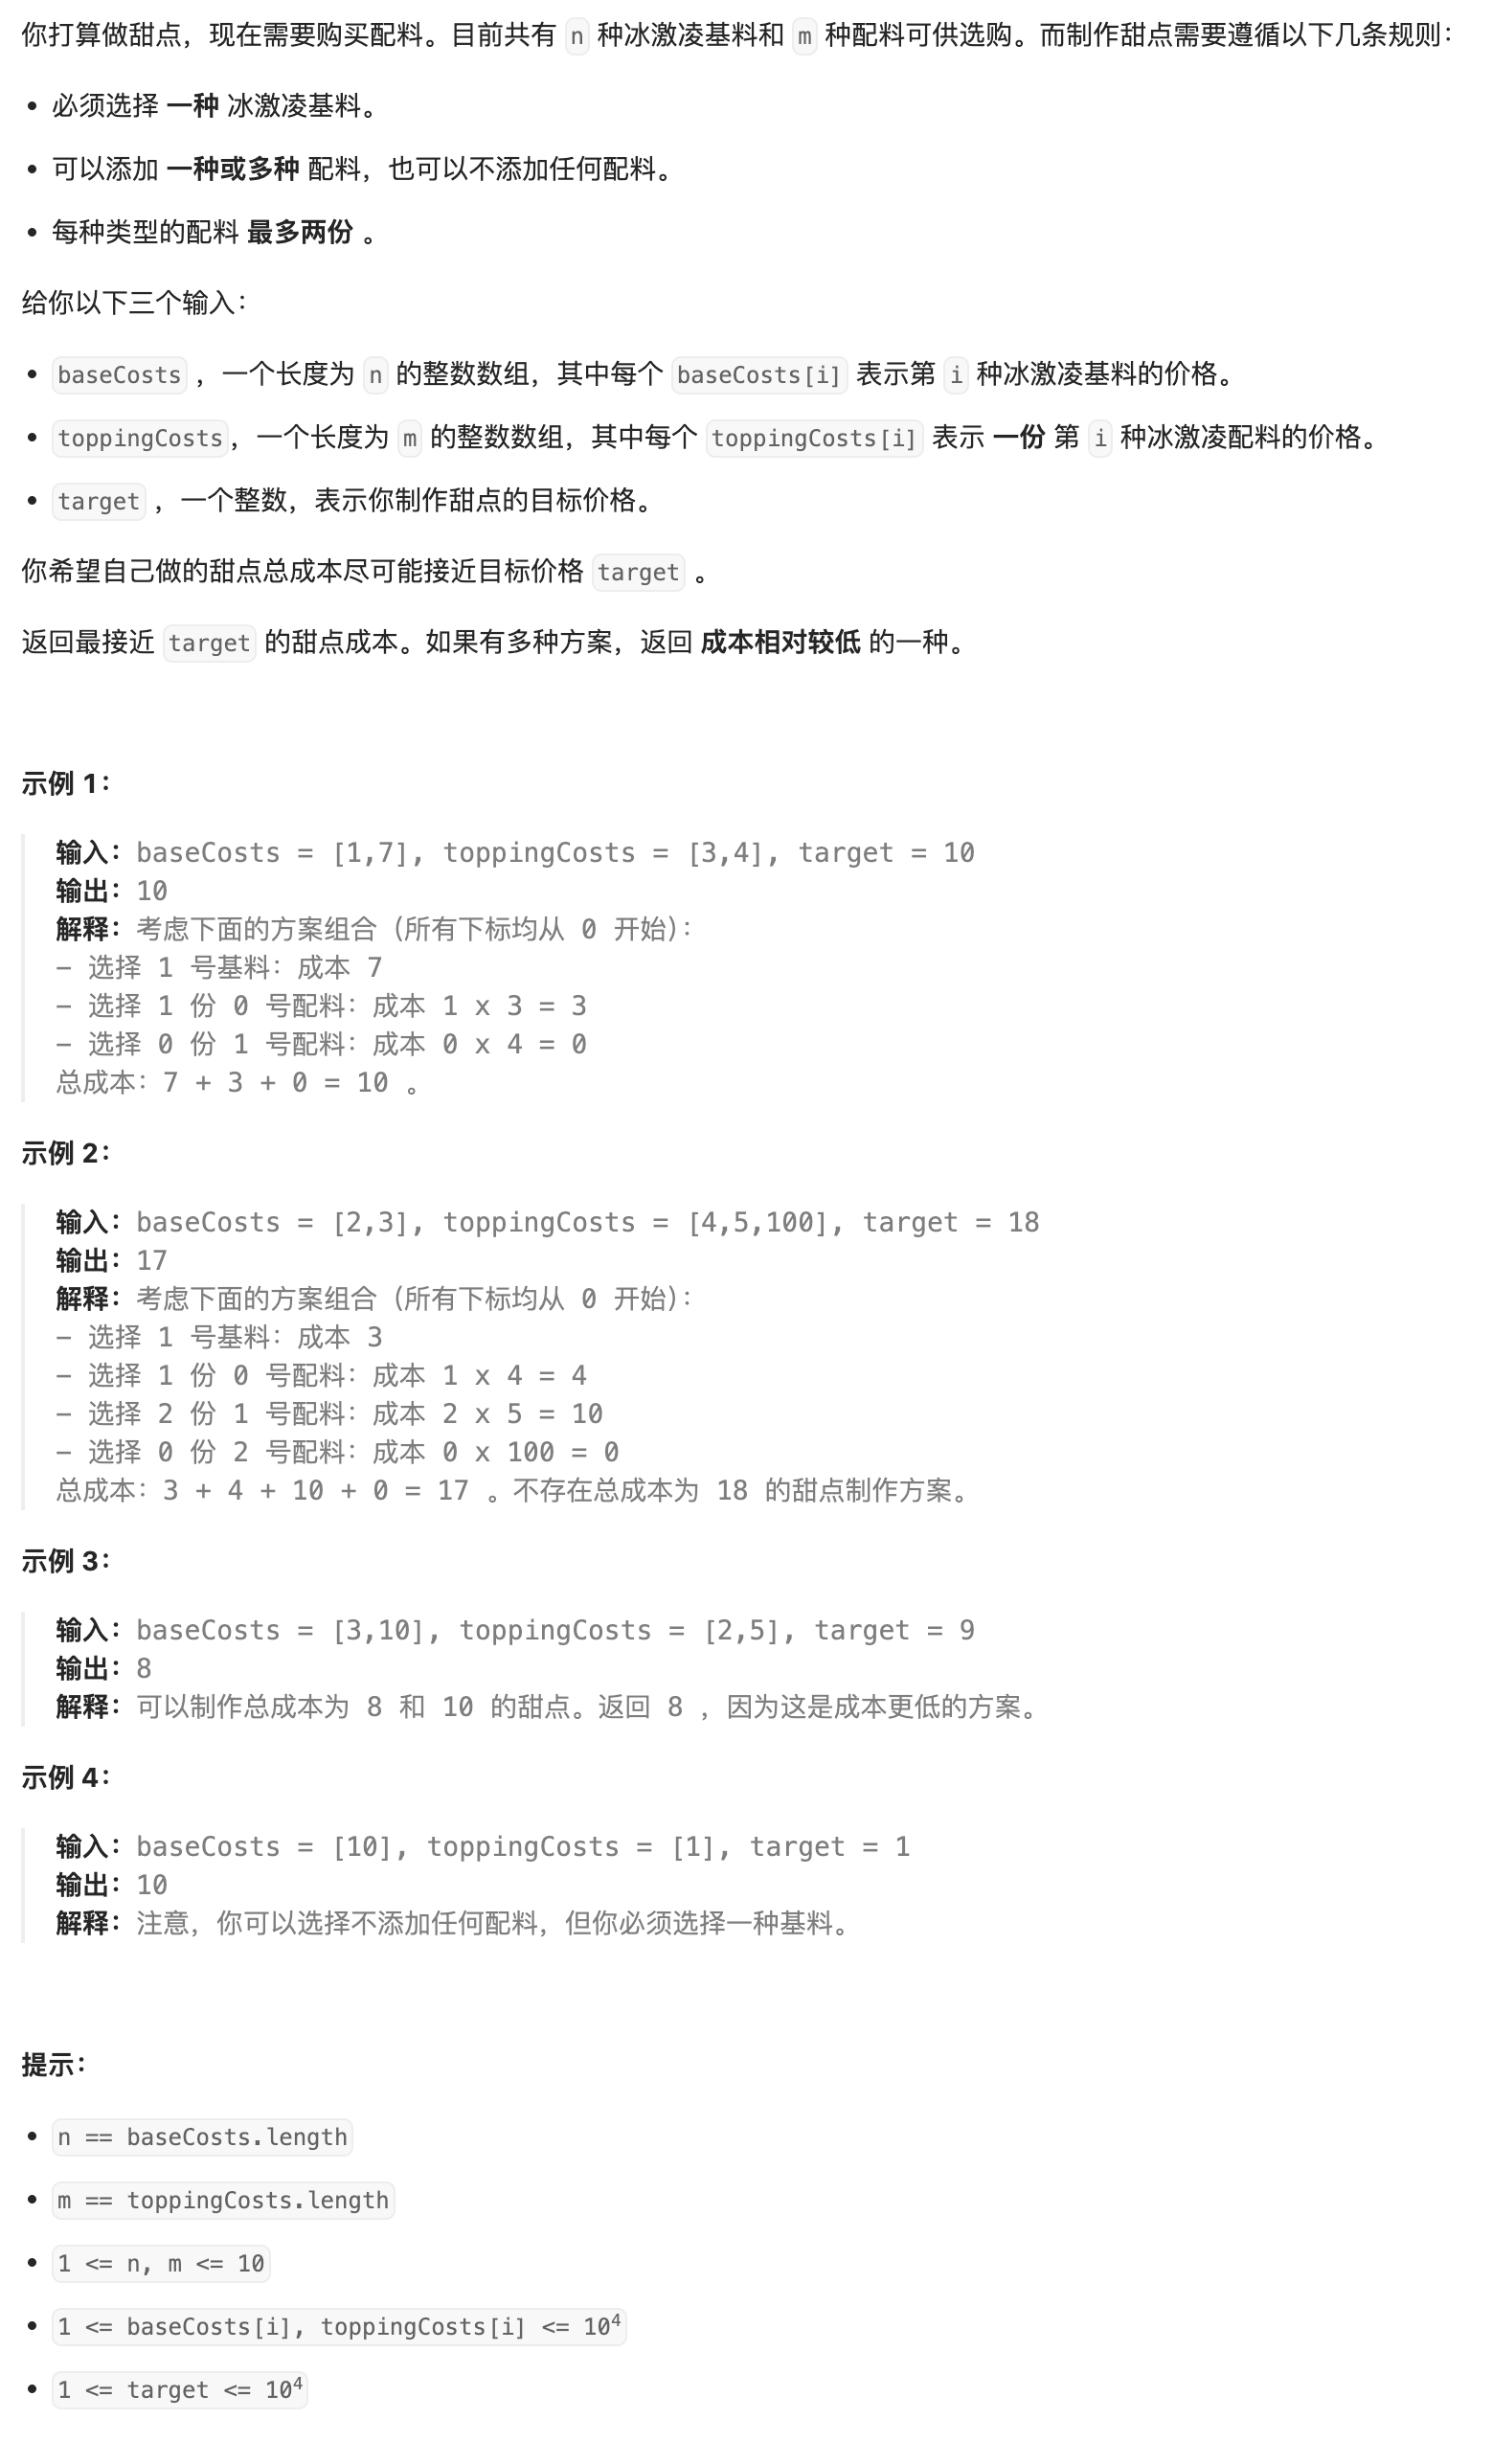 你打算做甜点，现在需要购买配料。目前共有 n 种冰激凌基料和 m 种配料可供选购。而制作甜点需要遵循以下几条规则：
• 必须选择 一种 冰激凌基料。
• 可以添加 一种或多种 配料，也可以不添加任何配料。
• 每种类型的配料 最多两份 。
给你以下三个输入：
• baseCosts ，一个长度为 n 的整数数组，其中每个 baseCosts[i] 表示第 i 种冰激凌基料的价格。
• toppingCosts，一个长度为 m 的整数数组，其中每个 toppingCosts[i] 表示 一份 第 i 种冰激凌配料的价格。
• target ，一个整数，表示你制作甜点的目标价格。
你希望自己做的甜点总成本尽可能接近目标价格 target 。
返回最接近 target 的甜点成本。如果有多种方案，返回 成本相对较低 的一种。
示例 1：
输入：baseCosts = [1,7], toppingCosts = [3,4], target = 10
输出：10
解释：考虑下面的方案组合（所有下标均从 0 开始）：
- 选择 1 号基料：成本 7
- 选择 1 份 0 号配料：成本 1 x 3 = 3
- 选择 0 份 1 号配料：成本 0 x 4 = 0
总成本：7 + 3 + 0 = 10 。
示例 2：
输入：baseCosts = [2,3], toppingCosts = [4,5,100], target = 18
输出：17
解释：考虑下面的方案组合（所有下标均从 0 开始）：
- 选择 1 号基料：成本 3
- 选择 1 份 0 号配料：成本 1 x 4 = 4
- 选择 2 份 1 号配料：成本 2 x 5 = 10
- 选择 0 份 2 号配料：成本 0 x 100 = 0
总成本：3 + 4 + 10 + 0 = 17 。不存在总成本为 18 的甜点制作方案。
示例 3：
输入：baseCosts = [3,10], toppingCosts = [2,5], target = 9
输出：8
解释：可以制作总成本为 8 和 10 的甜点。返回 8 ，因为这是成本更低的方案。
示例 4：
输入：baseCosts = [10], toppingCosts = [1], target = 1
输出：10
解释：注意，你可以选择不添加任何配料，但你必须选择一种基料。
提示：
• n == baseCosts.length
• m == toppingCosts.length
• 1 <= n, m <= 10
• 1 <= baseCosts[i], toppingCosts[i] <= 10⁴
• 1 <= target <= 10⁴